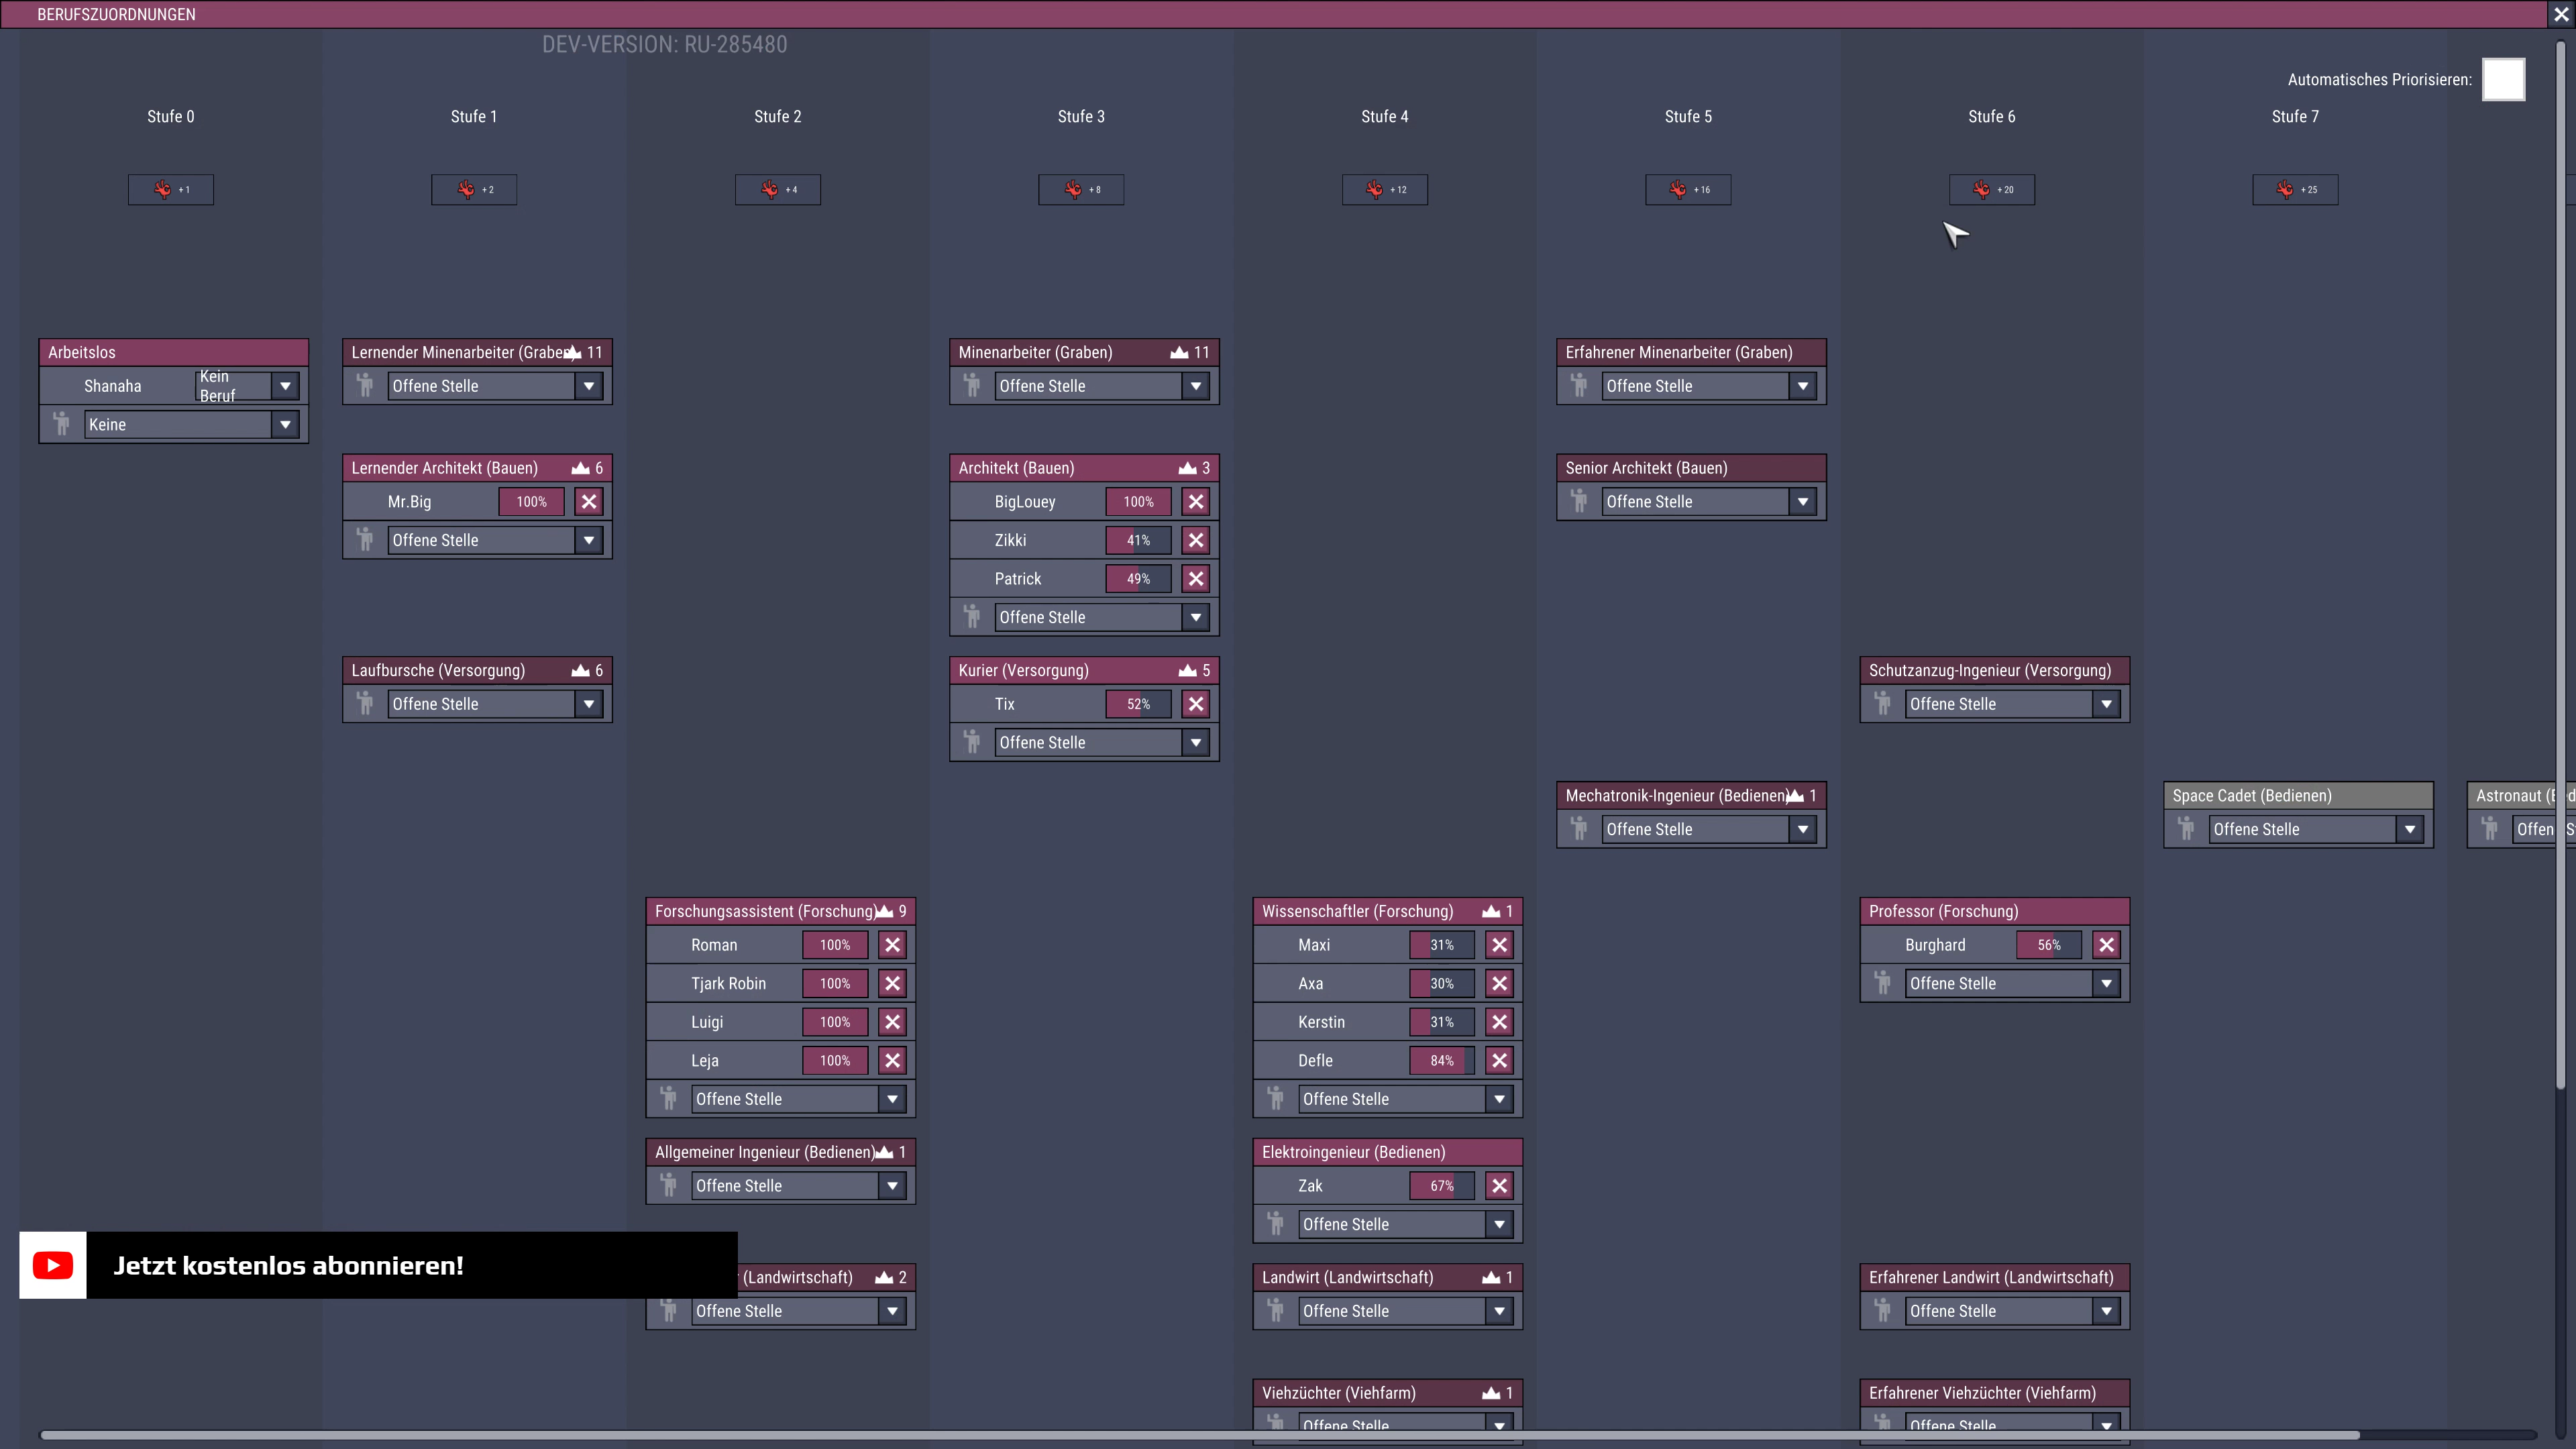 BERUFSZUORDNUNGEN
DEV-VERSION: RU-285480
Automatisches Priorisieren:
Stufe 0 Stufe 1 Stufe 2 Stufe 3 Stufe 4 Stufe 5 Stufe 6 Stufe 7
+ 1 + 2 + 4 + 8 + 12 + 16 + 20 + 25
Arbeitslos
Shanaha Kein Beruf
Keine
Lernender Minenarbeiter (Graben) 11
Offene Stelle
Minenarbeiter (Graben) 11
Offene Stelle
Erfahrener Minenarbeiter (Graben)
Offene Stelle
Lernender Architekt (Bauen) 6
Mr.Big 100%
Offene Stelle
Architekt (Bauen) 3
BigLouey 100%
Zikki 41%
Patrick 49%
Offene Stelle
Senior Architekt (Bauen)
Offene Stelle
Laufbursche (Versorgung) 6
Offene Stelle
Kurier (Versorgung) 5
Tix 52%
Offene Stelle
Schutzanzug-Ingenieur (Versorgung)
Offene Stelle
Mechatronik-Ingenieur (Bedienen) 1
Offene Stelle
Space Cadet (Bedienen)
Offene Stelle
Astronaut
Forschungsassistent (Forschung) 9
Roman 100%
Tjark Robin 100%
Luigi 100%
Leja 100%
Offene Stelle
Wissenschaftler (Forschung) 1
Maxi 31%
Axa 30%
Kerstin 31%
Defle 84%
Offene Stelle
Professor (Forschung)
Burghard 56%
Offene Stelle
Allgemeiner Ingenieur (Bedienen) 1
Offene Stelle
Elektroingenieur (Bedienen)
Zak 67%
Offene Stelle
Jetzt kostenlos abonnieren!
(Landwirtschaft) 2
Offene Stelle
Landwirt (Landwirtschaft) 1
Offene Stelle
Erfahrener Landwirt (Landwirtschaft)
Offene Stelle
Viehzüchter (Viehfarm) 1
Offene Stelle
Erfahrener Viehzüchter (Viehfarm)
Offene Stelle